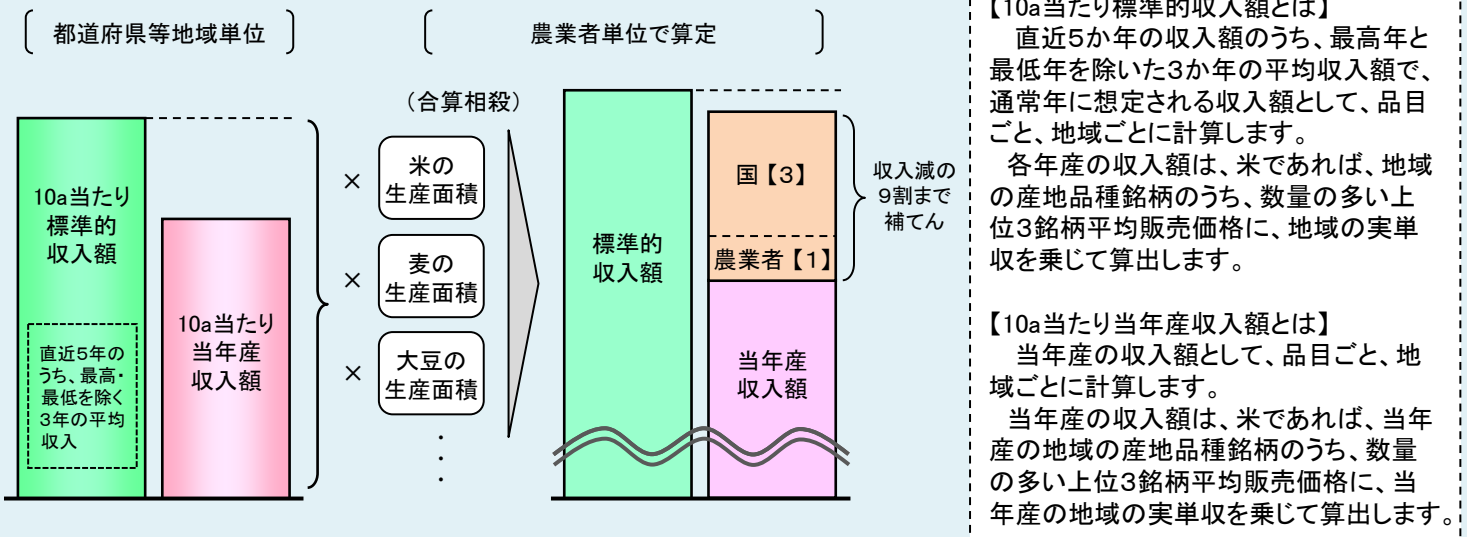 〔 都道府県等地域単位 〕
〔 農業者単位で算定 〕
10a当たり
標準的
収入額
直近5年の
うち、最高・
最低を除く
3年の平均
収入
10a当たり
当年産
収入額
（合算相殺）
×
米の
生産面積
×
麦の
生産面積
×
大豆の
生産面積
・
・
・
標準的
収入額
国【3】
農業者【1】
当年産
収入額
収入減の
9割まで
補てん
【10a当たり標準的収入額とは】
直近5か年の収入額のうち、最高年と
最低年を除いた3か年の平均収入額で、
通常年に想定される収入額として、品目
ごと、地域ごとに計算します。
各年産の収入額は、米であれば、地域
の産地品種銘柄のうち、数量の多い上
位3銘柄平均販売価格に、地域の実単
収を乗じて算出します。
【10a当たり当年産収入額とは】
当年産の収入額として、品目ごと、地
域ごとに計算します。
当年産の収入額は、米であれば、当年
産の地域の産地品種銘柄のうち、数量
の多い上位3銘柄平均販売価格に、当
年産の地域の実単収を乗じて算出します。